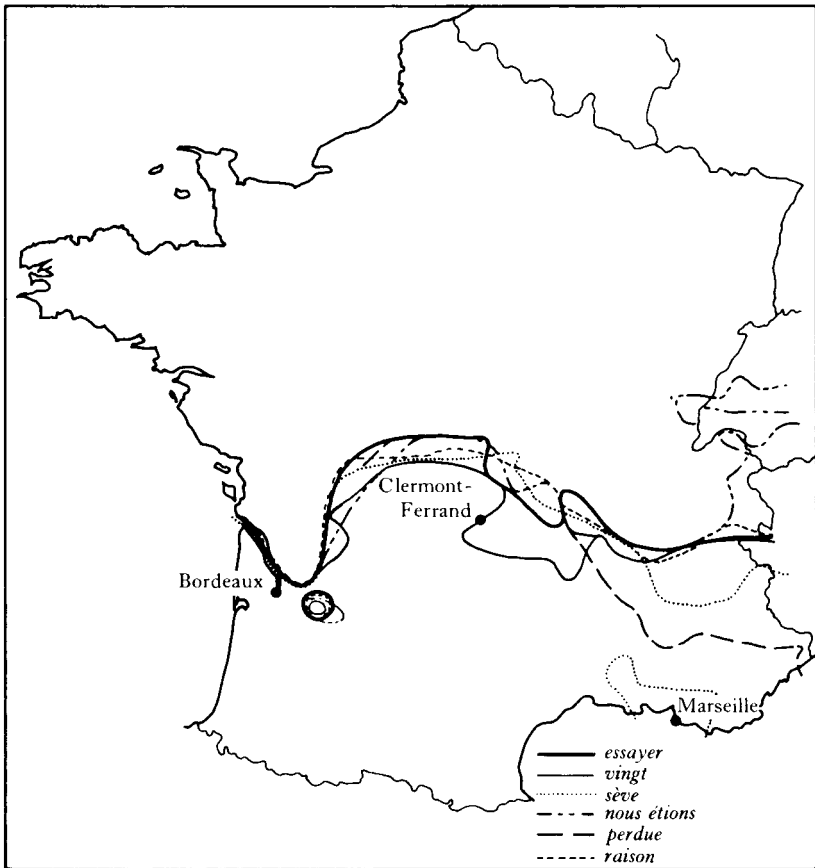 Clermont-
Ferrand
Bordeaux
Marseille
essayer
vingt
sève
nous étions
perdue
raison